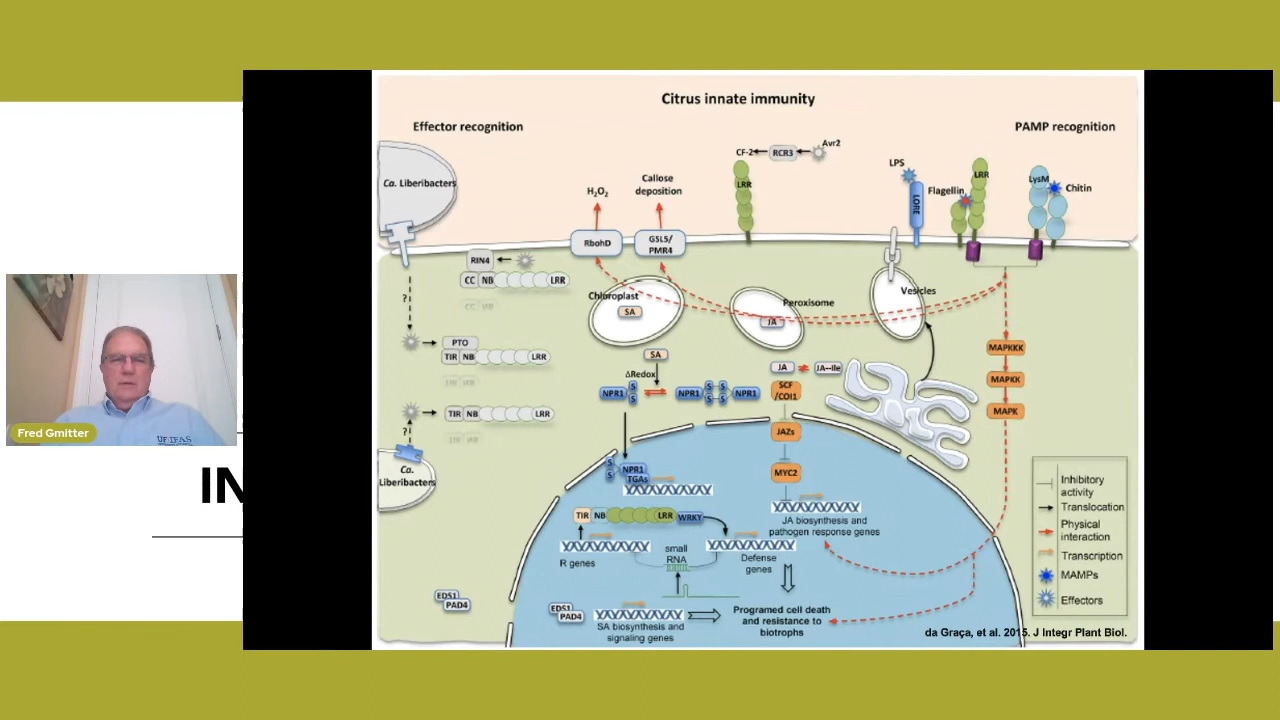 Citrus innate immunity
Effector recognition
PAMP recognition
Ca. Liberibacters
H2O2
Callose
deposition
CF-2
RCR3
Avr2
LRR
LPS
LORE
Flagellin
LRR
LysM
Chitin
RbohD
GSL5/
PMR4
RIN4
CC NB LRR
CC NB
?
PTO
TIR NB LRR
TIR NB LRR
?
Ca.
Liberibacters
Chloroplast
SA
Peroxisome
JA
Vesicles
SA
ΔRedox
NPR1 S S
NPR1 S S S S NPR1
JA
JA--Ile
SCF
/COI1
JAZs
MYC2
MAPKKK
MAPKK
MAPK
S S NPR1
TGAs
JA biosynthesis and
pathogen response genes
TIR NB LRR WRKY
R genes
small
RNA
Defense
genes
EDS1
PAD4
EDS1
PAD4
SA biosynthesis and
signaling genes
Programed cell death
and resistance to
biotrophs
Inhibitory
activity
Translocation
Physical
interaction
Transcription
MAMPs
Effectors
da Graça, et al. 2015. J Integr Plant Biol.
Fred Gmitter
UF IFAS
IN